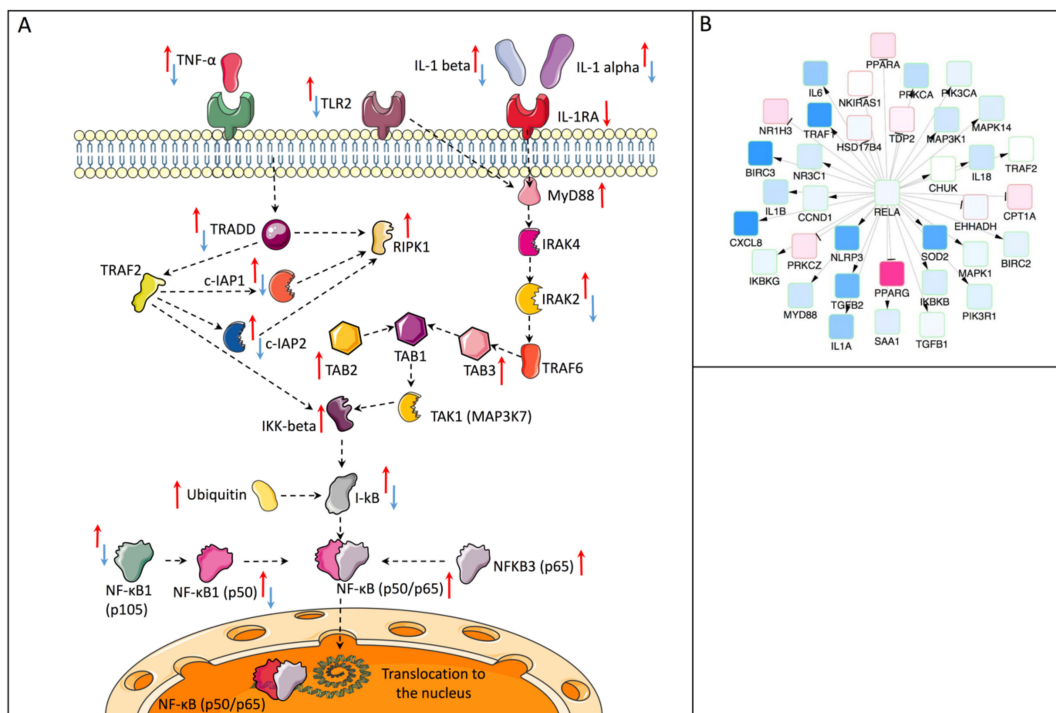 A
TNF-α
TLR2
IL-1 beta
IL-1 alpha
IL-1RA
MyD88
TRADD
RIPK1
IRAK4
TRAF2
c-IAP1
IRAK2
c-IAP2
TAB2
TAB1
TAB3
TRAF6
IKK-beta
TAK1 (MAP3K7)
Ubiquitin
I-kB
NF-κB1
(p105)
NF-κB1 (p50)
NF-κB (p50/p65)
NFKB3 (p65)
Translocation to
the nucleus
NF-κB (p50/p65)
B
PPARA
IL6
NKIRAS1
PRKCA
PIK3CA
NR1H3
TRAF1
HSD17B4
TDP2
MAP3K1
MAPK14
BIRC3
NR3C1
CHUK
IL18
TRAF2
IL1B
CCND1
RELA
EHHADH
CPT1A
CXCL8
PRKCZ
NLRP3
SOD2
MAPK1
BIRC2
IKBKG
TGFB2
PPARG
IKBKB
MYD88
PIK3R1
IL1A
SAA1
TGFB1